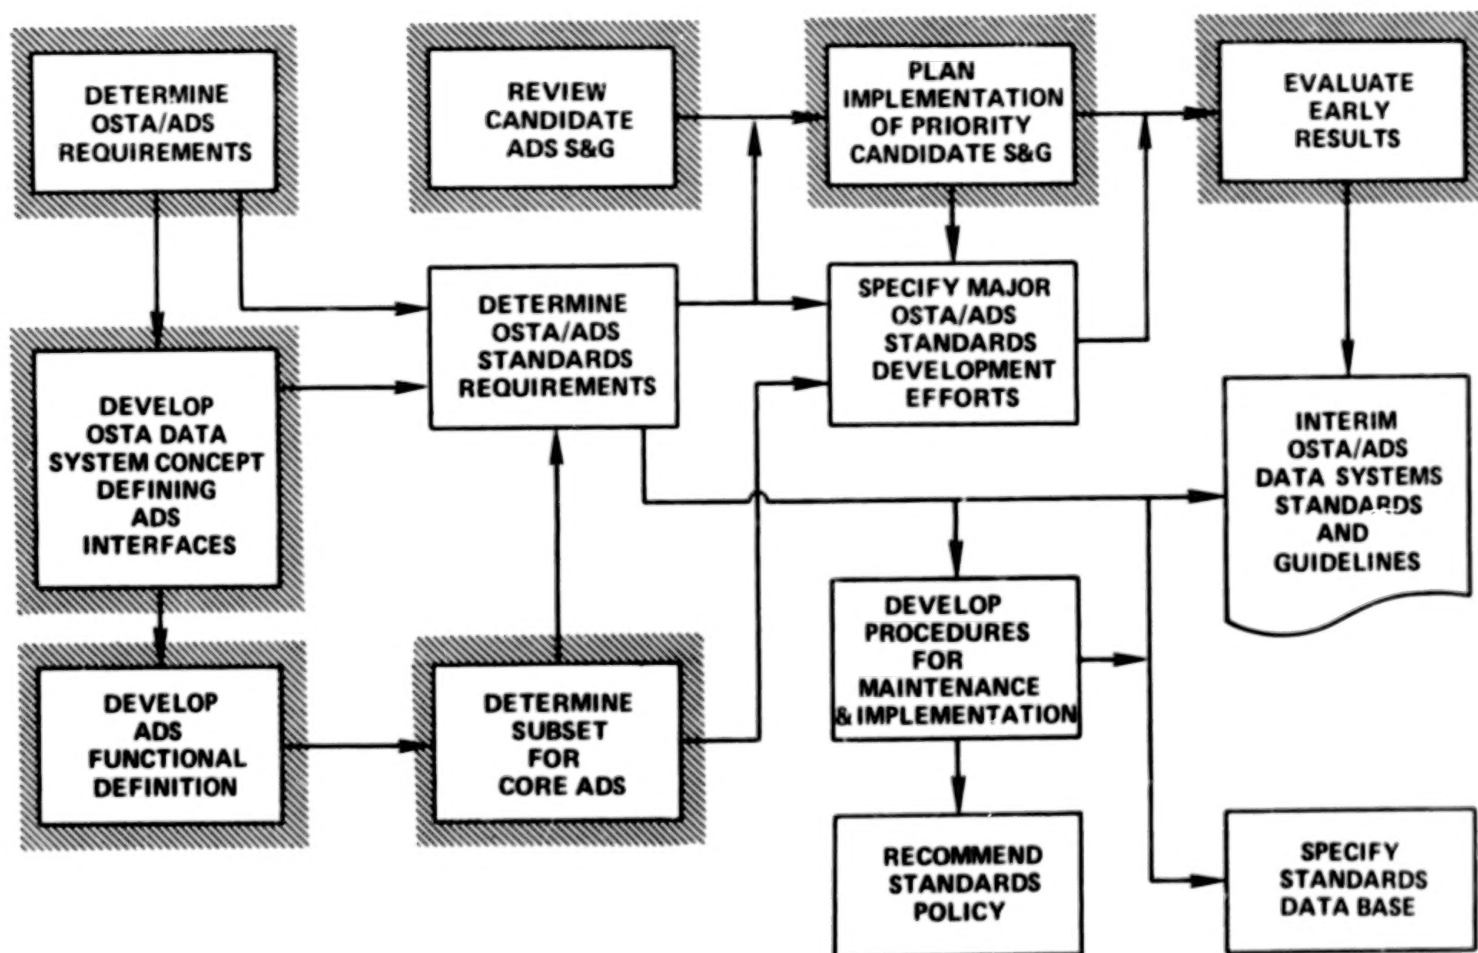 DETERMINE
OSTA/ADS
REQUIREMENTS
REVIEW
CANDIDATE
ADS S&G
PLAN
IMPLEMENTATION
OF PRIORITY
CANDIDATE S&G
EVALUATE
EARLY
RESULTS
DETERMINE
OSTA/ADS
STANDARDS
REQUIREMENTS
SPECIFY MAJOR
OSTA/ADS
STANDARDS
DEVELOPMENT
EFFORTS
DEVELOP
OSTA DATA
SYSTEM CONCEPT
DEFINING
ADS
INTERFACES
INTERIM
OSTA/ADS
DATA SYSTEMS
STANDARDS
AND
GUIDELINES
DEVELOP
PROCEDURES
FOR
MAINTENANCE
& IMPLEMENTATION
DEVELOP
ADS
FUNCTIONAL
DEFINITION
DETERMINE
SUBSET
FOR
CORE ADS
RECOMMEND
STANDARDS
POLICY
SPECIFY
STANDARDS
DATA BASE